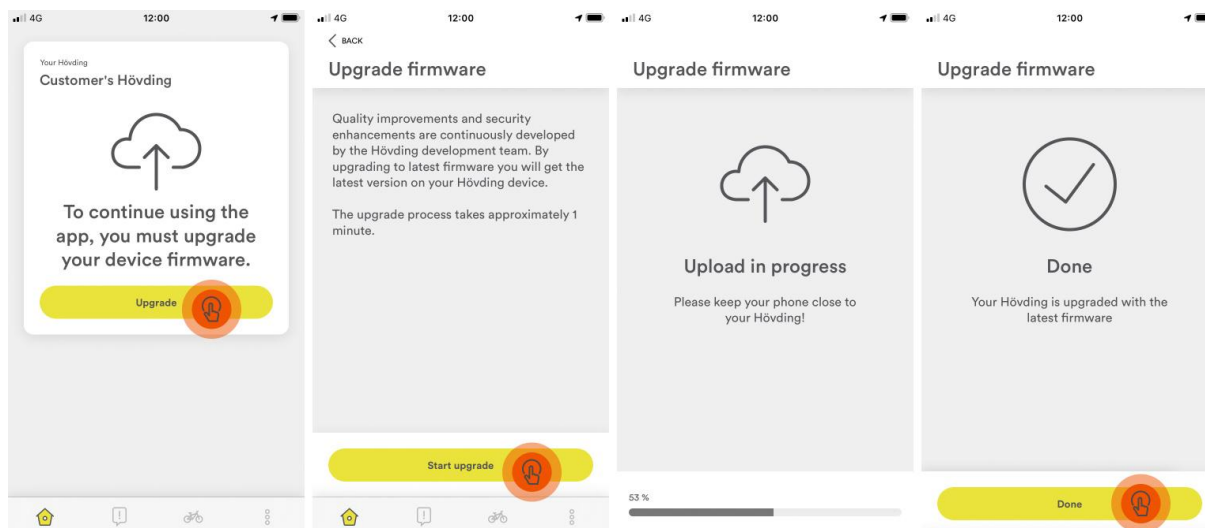 4G 12:00
Your Hövding
Customer's Hövding
To continue using the
app, you must upgrade
your device firmware.
Upgrade
4G 12:00
BACK
Upgrade firmware
Quality improvements and security
enhancements are continuously developed
by the Hövding development team. By
upgrading to latest firmware you will get the
latest version on your Hövding device.
The upgrade process takes approximately 1
minute.
Start upgrade
4G 12:00
Upgrade firmware
Upload in progress
Please keep your phone close to
your Hövding!
53 %
4G 12:00
Upgrade firmware
Done
Your Hövding is upgraded with the
latest firmware
Done